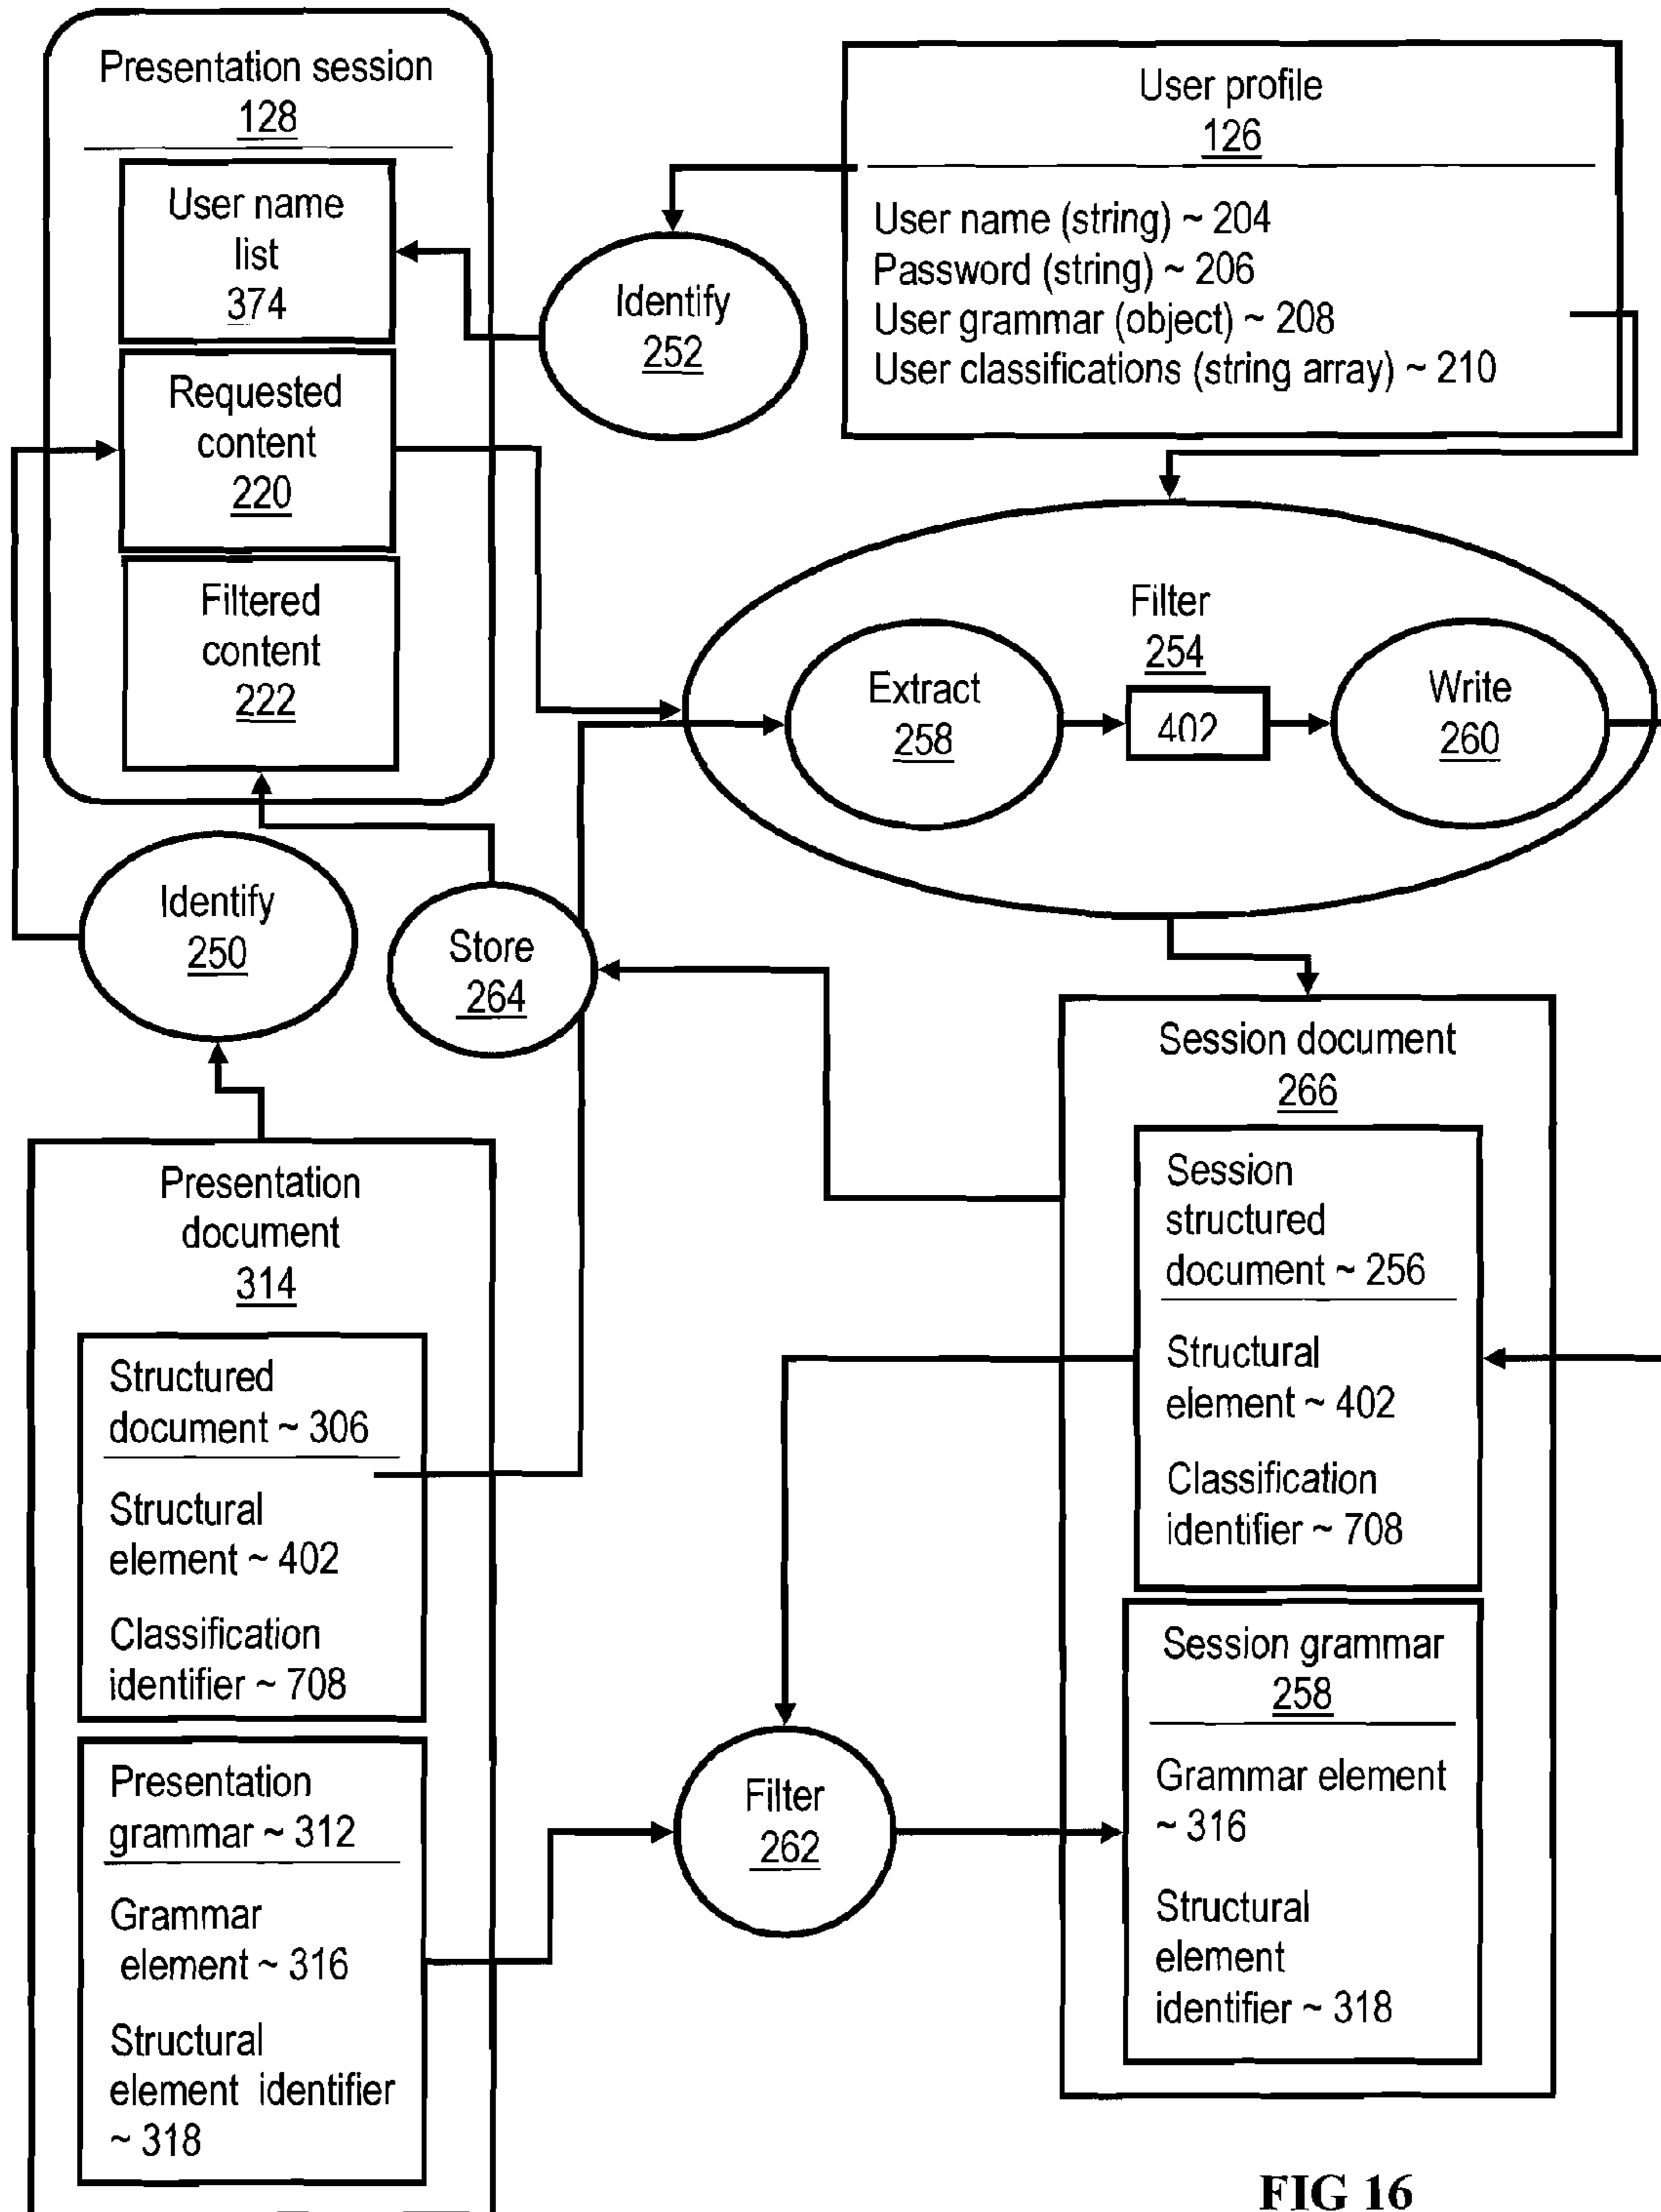 Presentation session
128
User name
list
374
Requested
content
220
Filtered
content
222
User profile
126
User name (string) ~ 204
Password (string) ~ 206
User grammar (object) ~ 208
User classifications (string array) ~ 210
Identify
252
Filter
254
Extract
258
402
Write
260
Identify
250
Store
264
Presentation
document
314
Structured
document ~ 306
Structural
element ~ 402
Classification
identifier ~ 708
Presentation
grammar ~ 312
Grammar
element ~ 316
Structural
element identifier
~ 318
Filter
262
Session document
266
Session
structured
document ~ 256
Structural
element ~ 402
Classification
identifier ~ 708
Session grammar
258
Grammar element
~ 316
Structural
element
identifier ~ 318
FIG 16